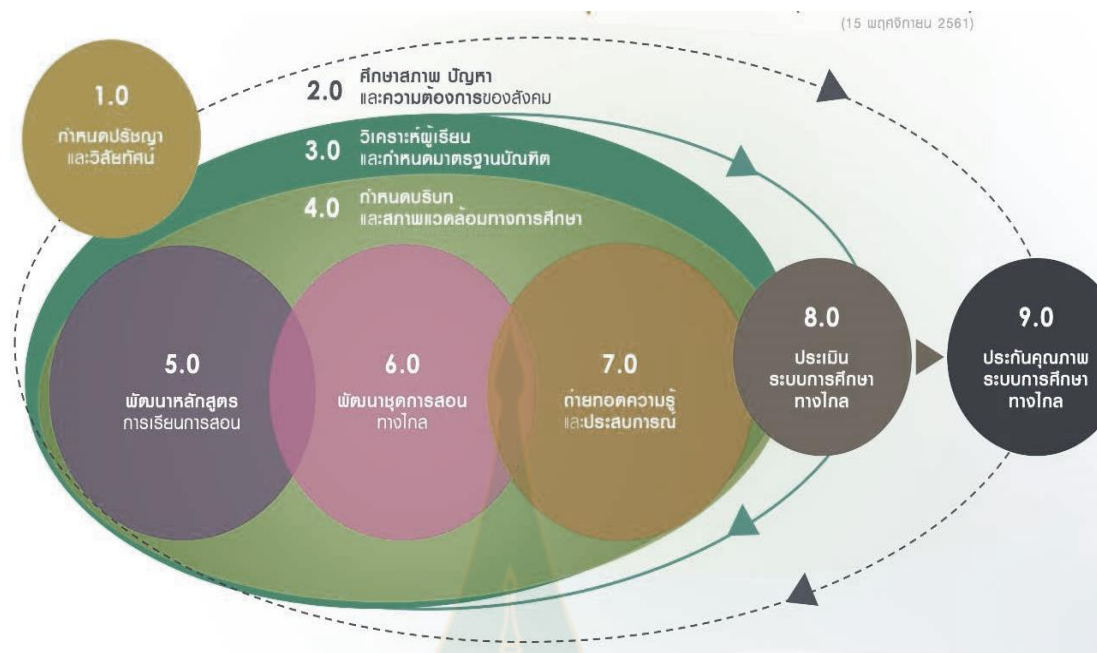 (15 พฤศจิกายน 2561)
1.0
กำหนดปรัชญา
และวิสัยทัศน์
2.0
ศึกษาสภาพ ปัญหา
และความต้องการของสังคม
3.0
วิเคราะห์ผู้เรียน
และกำหนดมาตรฐานบัณฑิต
4.0
กำหนดบริบท
และสภาพแวดล้อมทางการศึกษา
5.0
พัฒนาหลักสูตร
การเรียนการสอน
6.0
พัฒนาชุดการสอน
ทางไกล
7.0
ถ่ายทอดความรู้
และประสบการณ์
8.0
ประเมิน
ระบบการศึกษา
ทางไกล
9.0
ประกันคุณภาพ
ระบบการศึกษา
ทางไกล